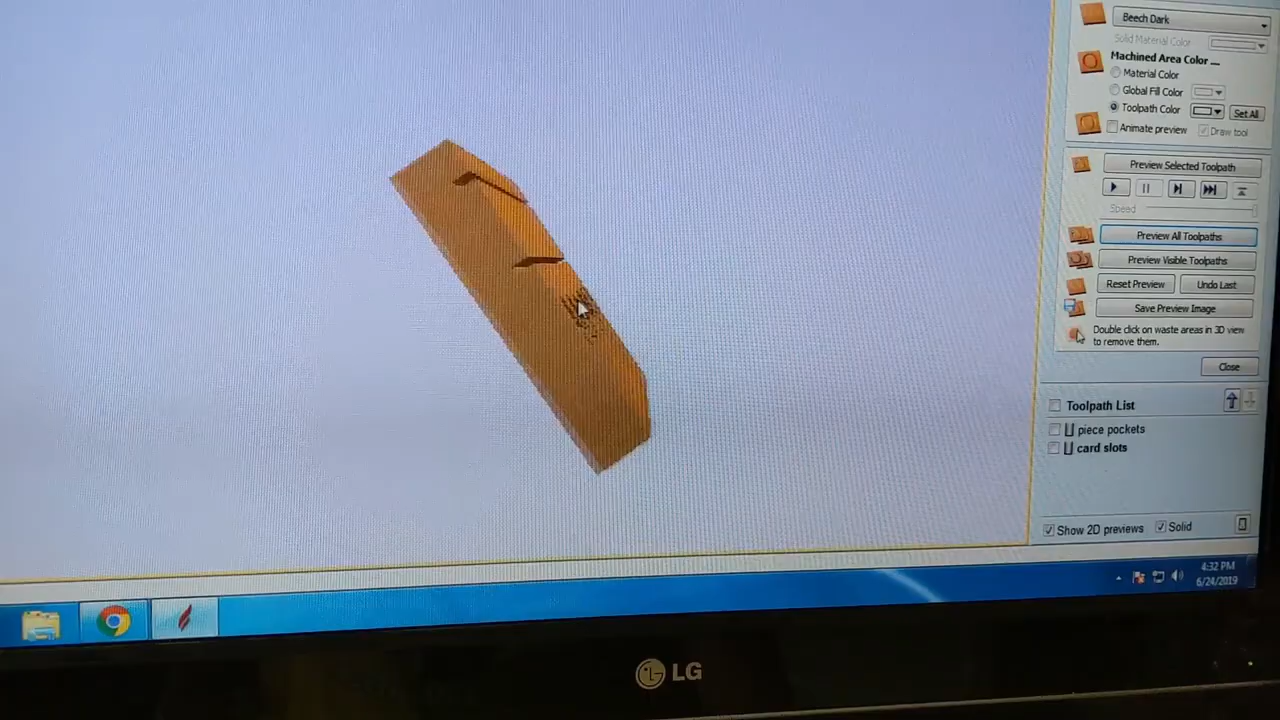 Beech Dark
Solid Material Color
Machined Area Color ...
Material Color
Global Fill Color
Toolpath Color
Set All
Animate preview
Draw tool
Preview Selected Toolpath
Speed
Preview All Toolpaths
Preview Visible Toolpaths
Reset Preview
Undo Last
Save Preview Image
Double click on waste areas in 3D view
to remove them.
Close
Toolpath List
piece pockets
card slots
Show 2D previews
Solid
4:32 PM
6/24/2019
LG